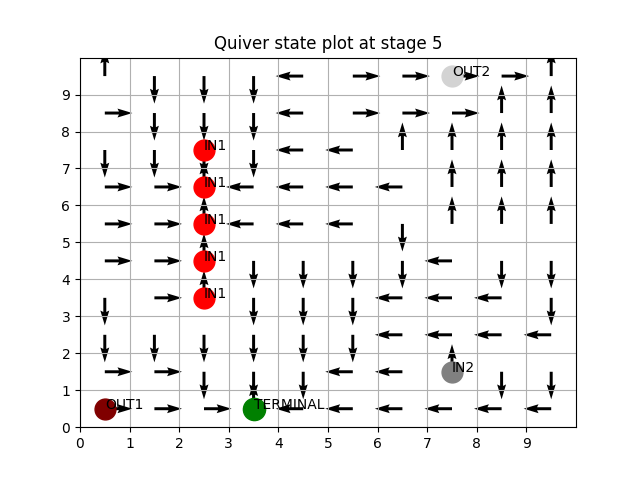 Quiver state plot at stage 5
OUT2
9
8
IN1
7
IN1
6
IN1
5
IN1
4
IN1
3
2
IN2
1
OUT1
TERMINAL
0
0 1 2 3 4 5 6 7 8 9